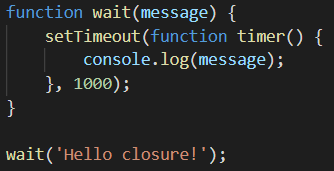 function wait(message) {
    setTimeout(function timer() {
        console.log(message);
    }, 1000);
}

wait('Hello closure!');